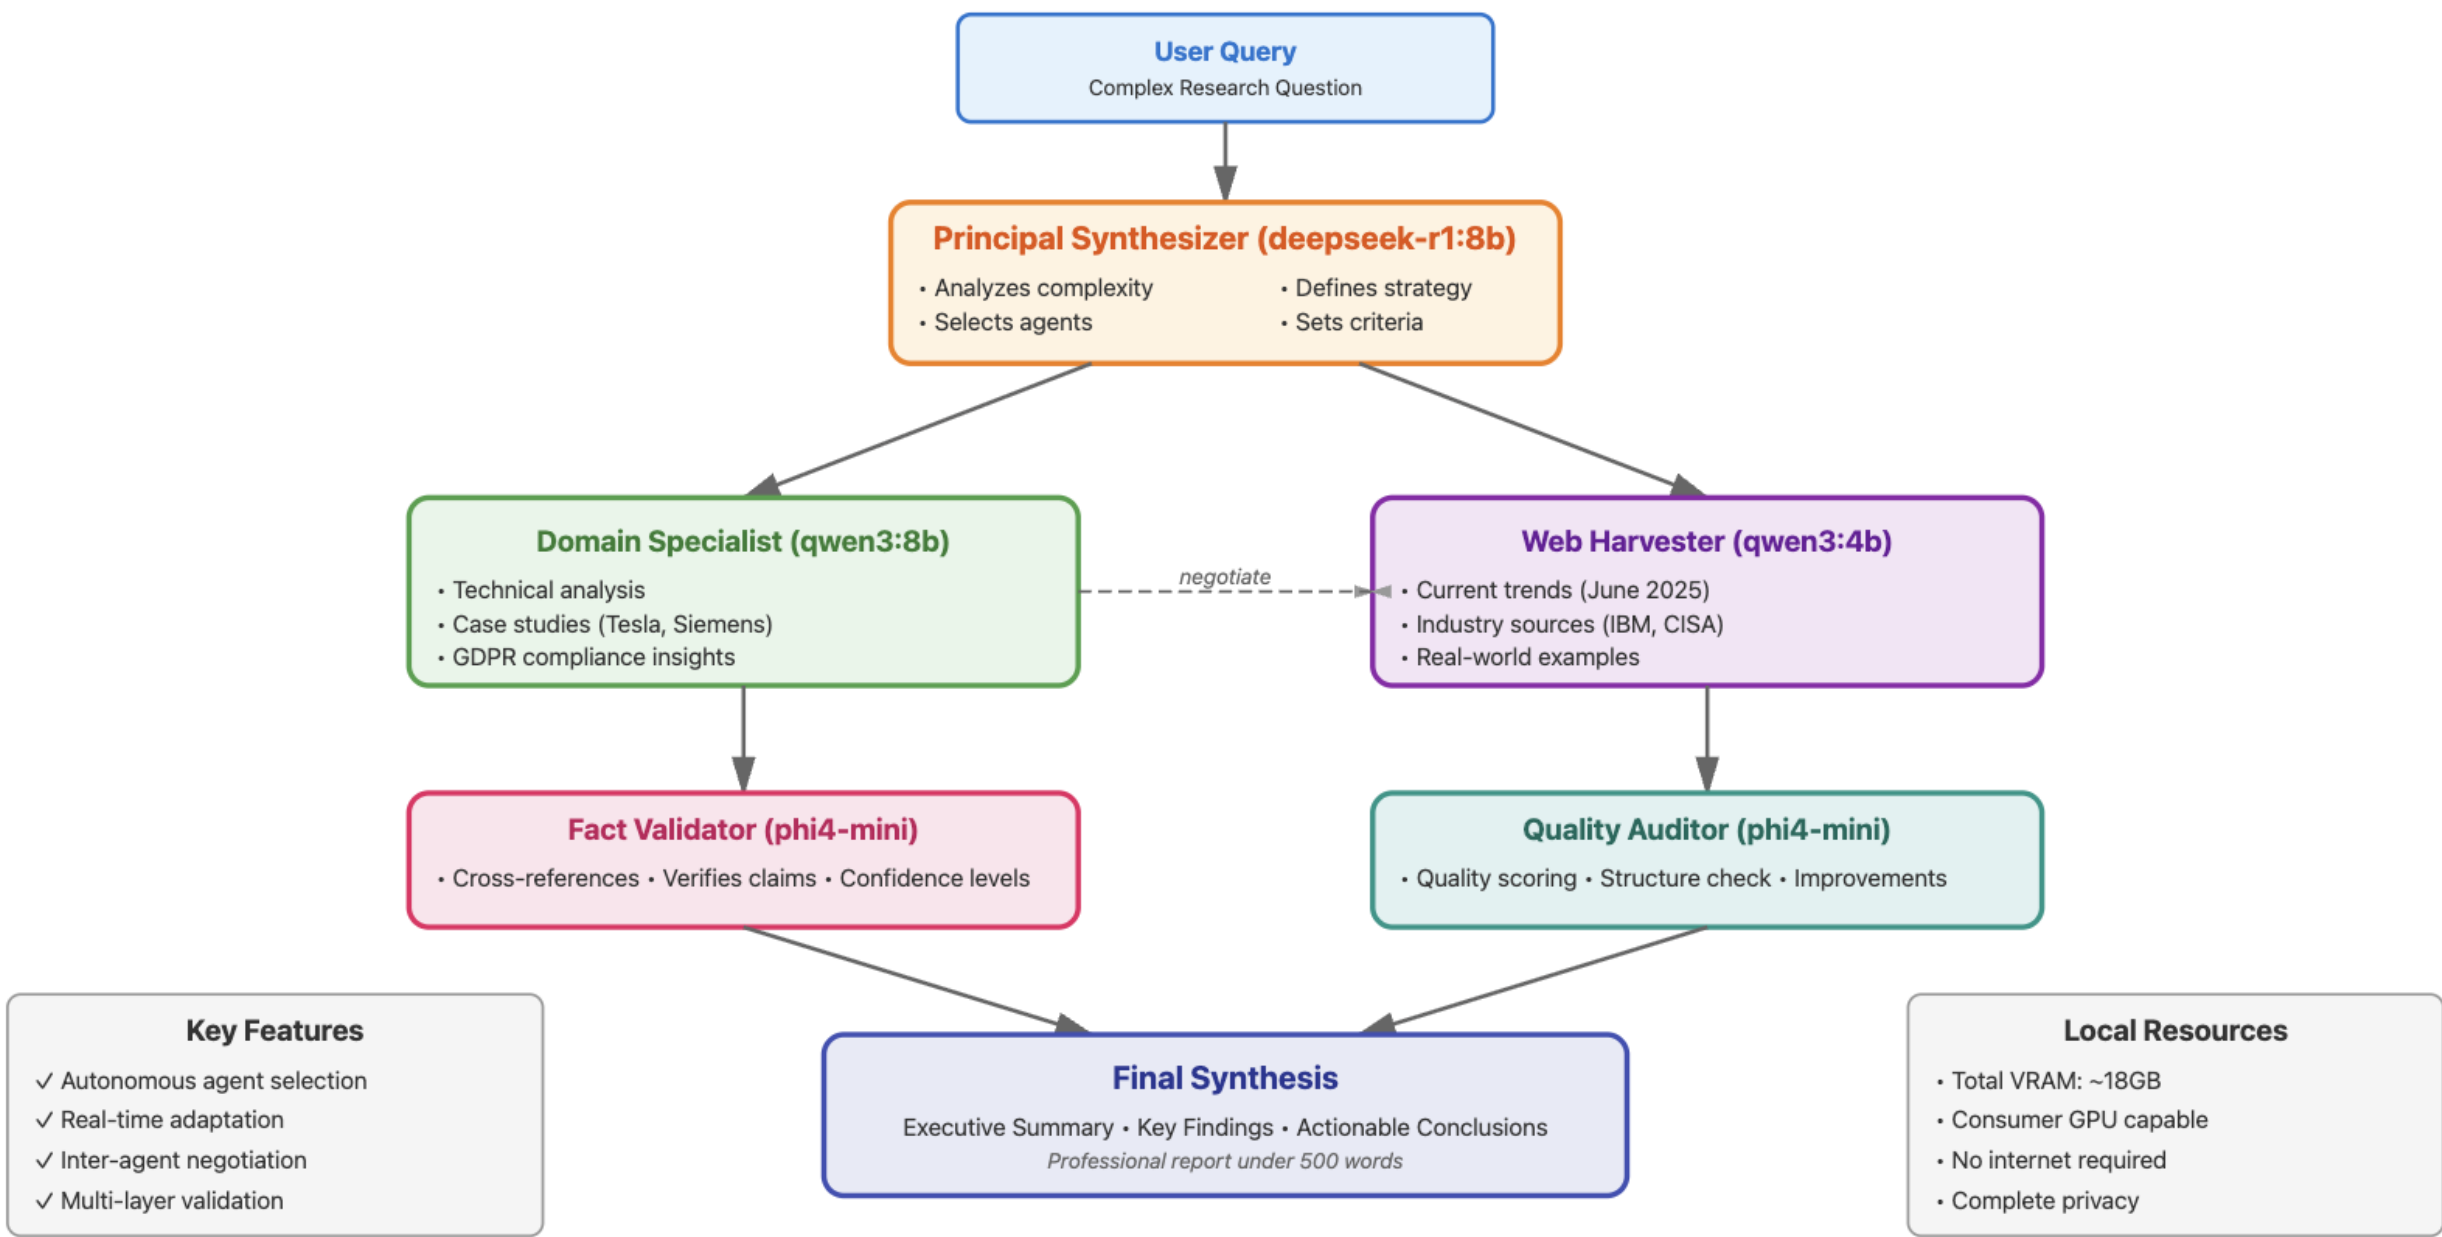 User Query
Complex Research Question
Principal Synthesizer (deepseek-r1:8b)
• Analyzes complexity
• Selects agents
• Defines strategy
• Sets criteria
Domain Specialist (qwen3:8b)
• Technical analysis
• Case studies (Tesla, Siemens)
• GDPR compliance insights
negotiate
Web Harvester (qwen3:4b)
• Current trends (June 2025)
• Industry sources (IBM, CISA)
• Real-world examples
Fact Validator (phi4-mini)
• Cross-references • Verifies claims • Confidence levels
Quality Auditor (phi4-mini)
• Quality scoring • Structure check • Improvements
Key Features
✓ Autonomous agent selection
✓ Real-time adaptation
✓ Inter-agent negotiation
✓ Multi-layer validation
Final Synthesis
Executive Summary • Key Findings • Actionable Conclusions
Professional report under 500 words
Local Resources
• Total VRAM: ~18GB
• Consumer GPU capable
• No internet required
• Complete privacy